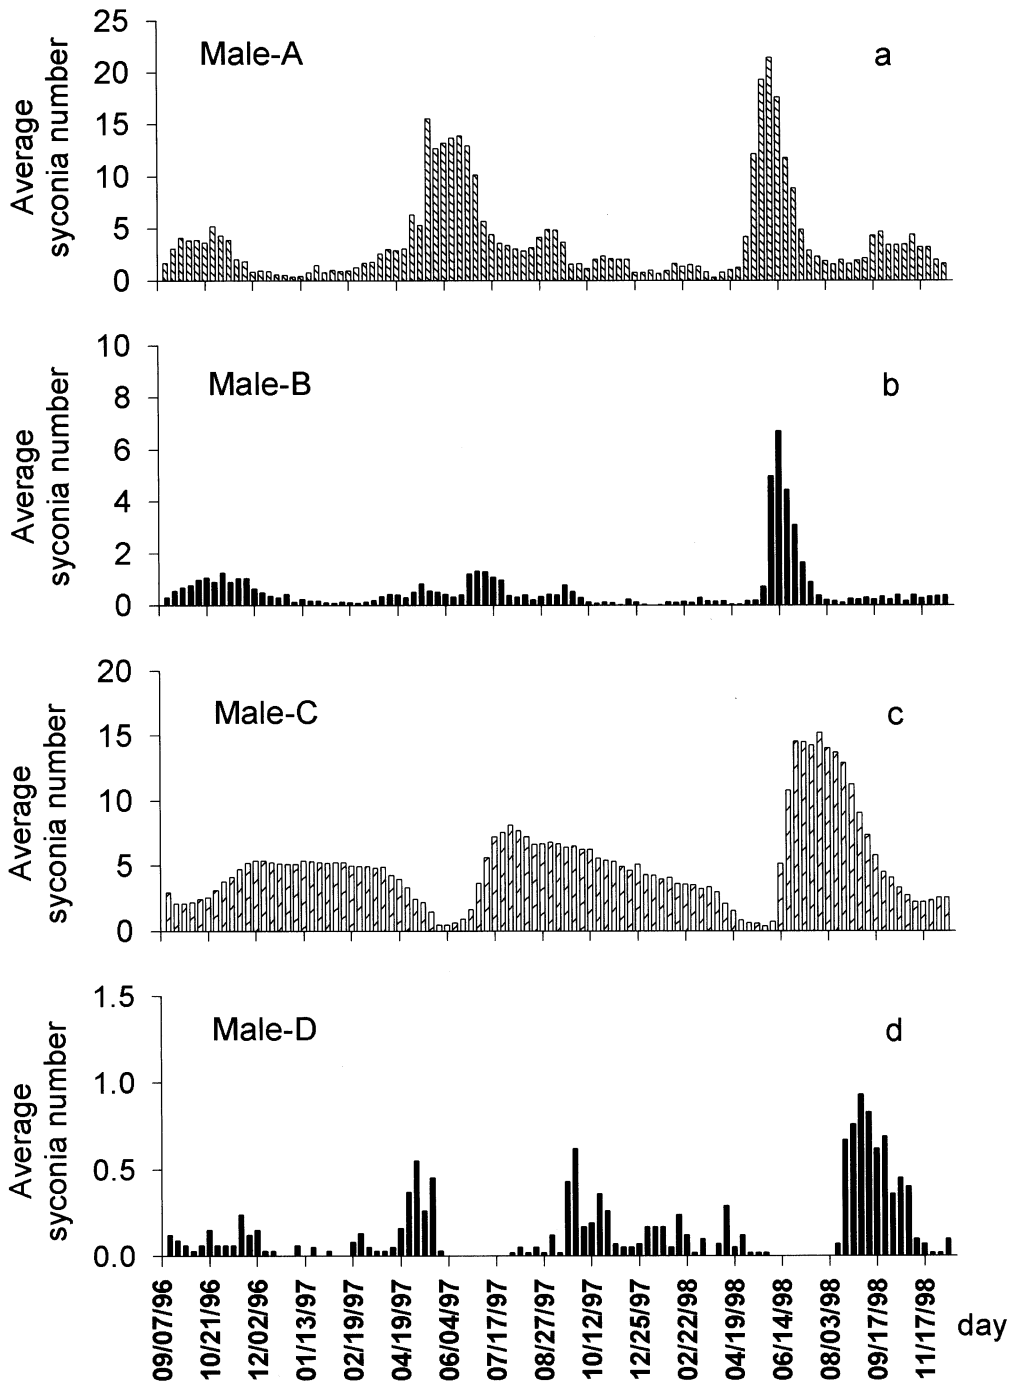 25
20
15
10
5
0
Average
syconia number
Male-A
a
10
8
6
4
2
0
Average
syconia number
Male-B
b
20
15
10
5
0
Average
syconia number
Male-C
c
1.5
1.0
0.5
0.0
Average
syconia number
Male-D
d
09/07/96
10/21/96
12/02/96
01/13/97
02/19/97
04/19/97
06/04/97
07/17/97
08/27/97
10/12/97
12/25/97
02/22/98
04/19/98
06/14/98
08/03/98
09/17/98
11/17/98
day